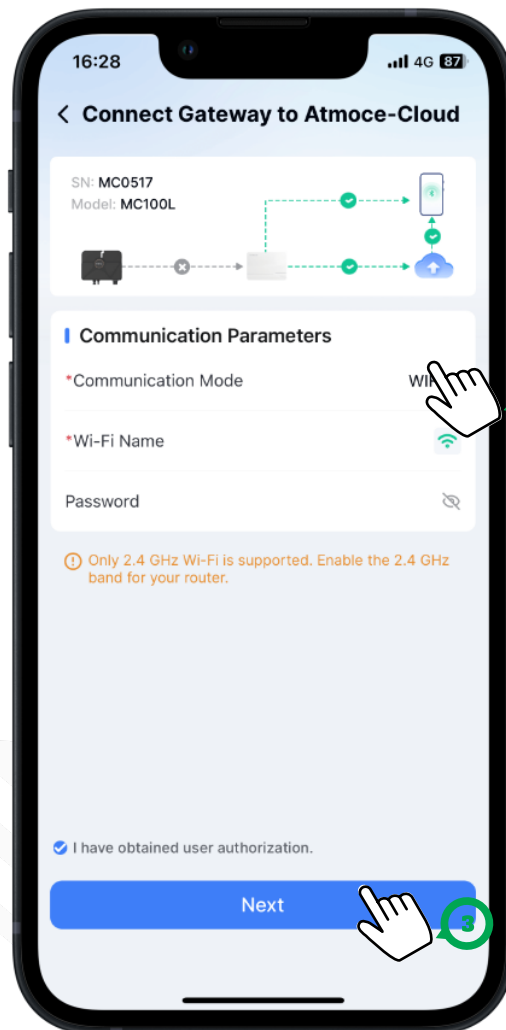 16:28
4G 87
Connect Gateway to Atmoce-Cloud
SN: MC0517
Model: MC100L
Communication Parameters
*Communication Mode
*Wi-Fi Name
Password
Only 2.4 GHz Wi-Fi is supported. Enable the 2.4 GHz
band for your router.
I have obtained user authorization.
Next
3